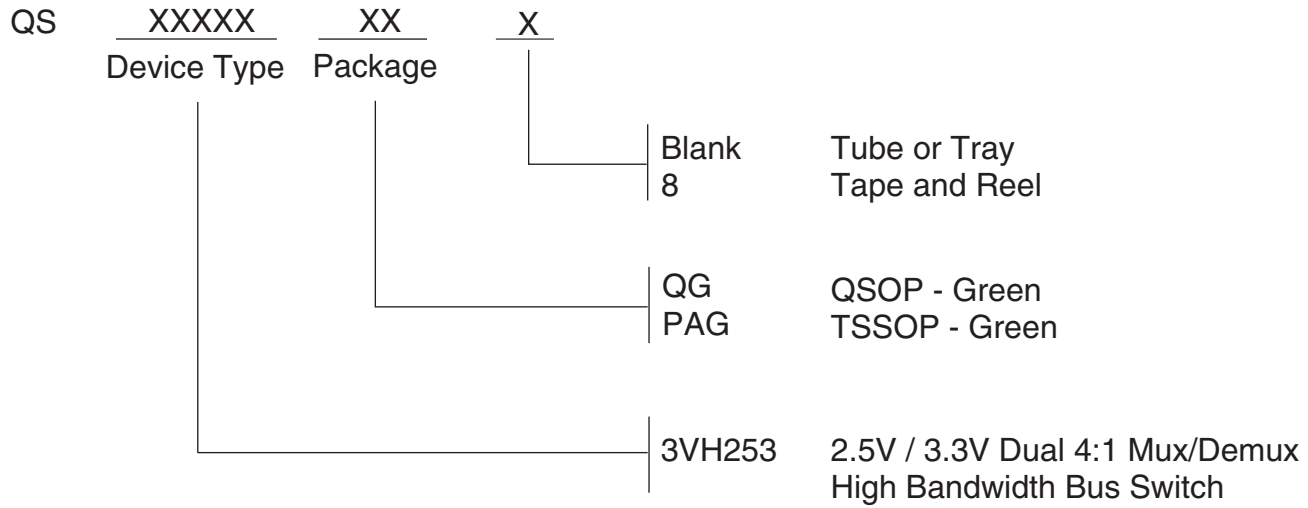 QS XXXXX XX X
Device Type Package
Blank Tube or Tray
8 Tape and Reel
QG QSOP - Green
PAG TSSOP - Green
3VH253 2.5V / 3.3V Dual 4:1 Mux/Demux
High Bandwidth Bus Switch